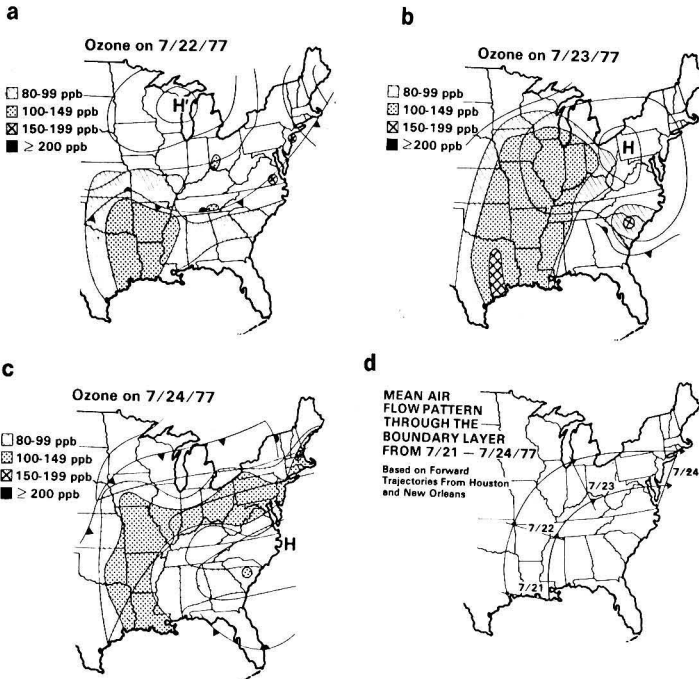 a
Ozone on 7/22/77
80-99 ppb
100-149 ppb
150-199 ppb
≥ 200 ppb
H
b
Ozone on 7/23/77
80-99 ppb
100-149 ppb
150-199 ppb
≥200 ppb
H
c
Ozone on 7/24/77
80-99 ppb
100-149 ppb
150-199 ppb
≥ 200 ppb
H
d
MEAN AIR
FLOW PATTERN
THROUGH THE
BOUNDARY LAYER
FROM 7/21 — 7/24/77
Based on Forward
Trajectories From Houston
and New Orleans
7/24
7/23
7/22
7/21